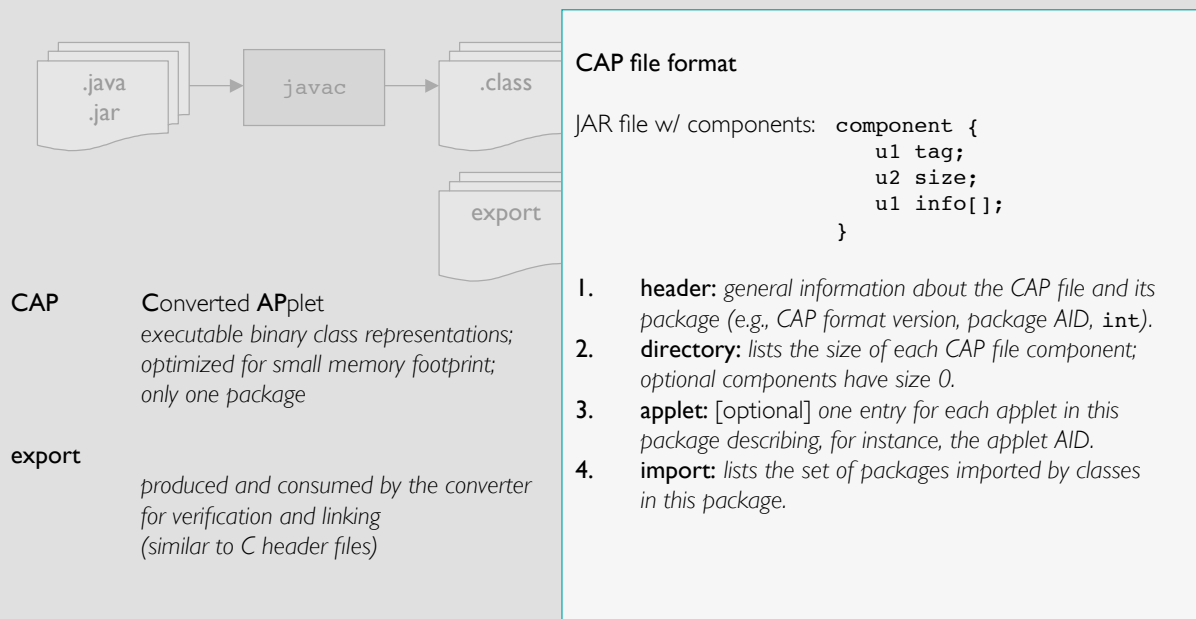 .java
.jar
javac
.class
export
CAP Converted APplet
executable binary class representations;
optimized for small memory footprint;
only one package
export
produced and consumed by the converter
for verification and linking
(similar to C header files)
CAP file format
JAR file w/ components: component {
u1 tag;
u2 size;
u1 info[];
}
1. header: general information about the CAP file and its
package (e.g., CAP format version, package AID, int).
2. directory: lists the size of each CAP file component;
optional components have size 0.
3. applet: [optional] one entry for each applet in this
package describing, for instance, the applet AID.
4. import: lists the set of packages imported by classes
in this package.